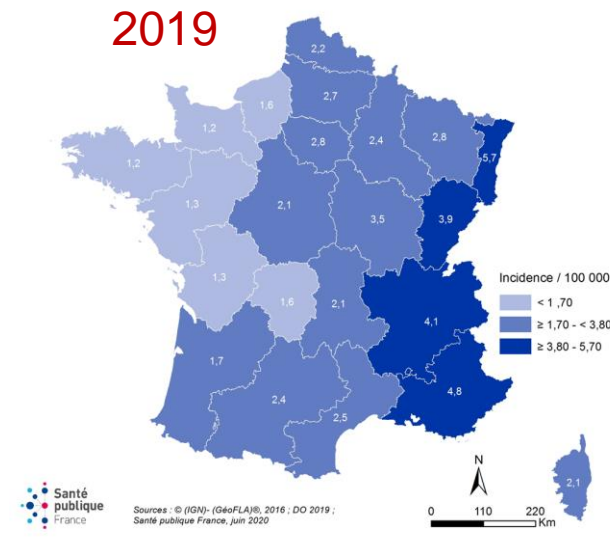 2019
2,2
2,7
1,6
1,2
2,8
2,4
2,8
5,7
1,2
1,3
2,1
3,5
3,9
1,3
1,6
2,1
4,1
1,7
2,4
2,5
4,8
2,1
Incidence / 100 000
< 1 ,70
≥ 1,70 - < 3,80
≥ 3,80 - 5,70
N
0 110 220
Km
Santé
publique
France
Sources : © (IGN)- (GéoFLA)®, 2016 ; DO 2019 ;
Santé publique France, juin 2020